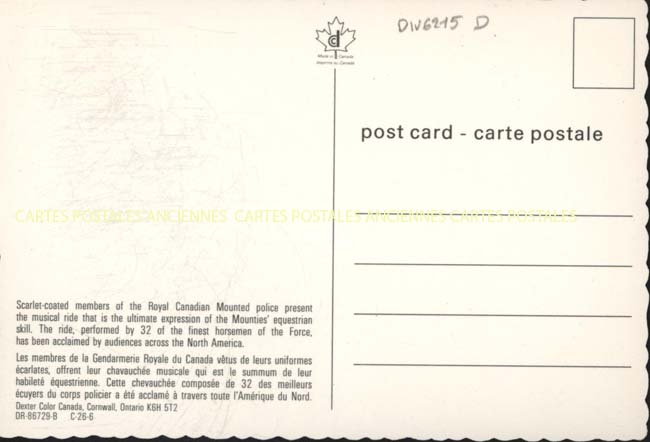 DIV6215 D
cd
Made in Canada
Imprimé au Canada
post card - carte postale
CARTES POSTALES ANCIENNES CARTES POSTALES ANCIENNES CARTES POSTALES
Scarlet-coated members of the Royal Canadian Mounted police present
the musical ride that is the ultimate expression of the Mounties' equestrian
skill. The ride, performed by 32 of the finest horsemen of the Force,
has been acclaimed by audiences across the North America.
Les membres de la Gendarmerie Royale du Canada vêtus de leurs uniformes
écarlates, offrent leur chavauchée musicale qui est le summum de leur
habileté équestrienne. Cette chevauchée composée de 32 des meilleurs
écuyers du corps policier a été acclamé à travers toute l'Amérique du Nord.
Dexter Color Canada, Cornwall, Ontario K6H 5T2
DR-86729-B C-26-6